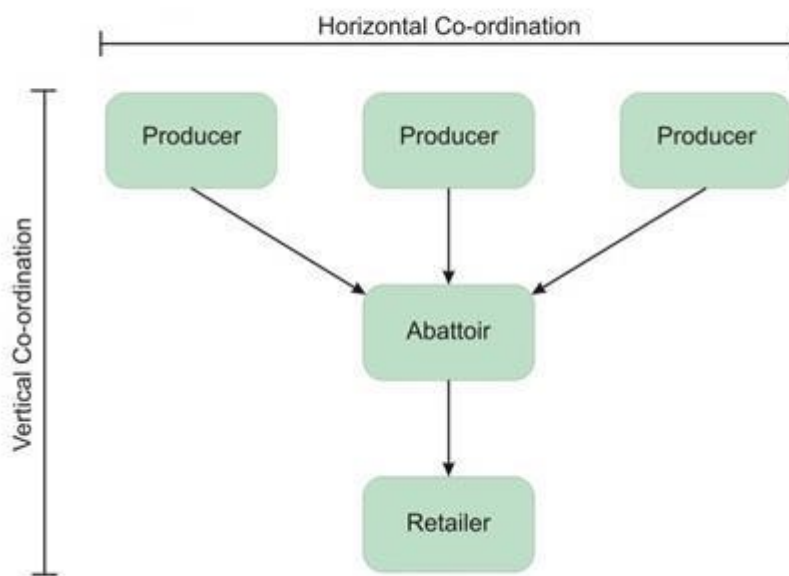 Horizontal Co-ordination
Producer
Producer
Producer
Vertical Co-ordination
Abattoir
Retailer